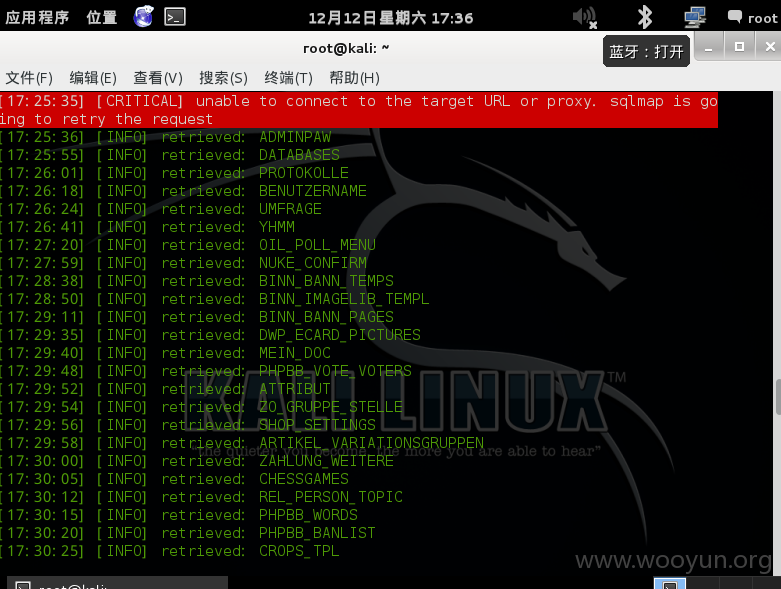 应用程序 位置 12月12日星期六 17:36 root
root@kali: ~
蓝牙：打开
文件(F) 编辑(E) 查看(V) 搜索(S) 终端(T) 帮助(H)
[17:25:35] [CRITICAL] unable to connect to the target URL or proxy. sqlmap is go
ing to retry the request
[17:25:36] [INFO] retrieved: ADMINPAW
[17:25:55] [INFO] retrieved: DATABASES
[17:26:01] [INFO] retrieved: PROTOKOLLE
[17:26:18] [INFO] retrieved: BENUTZERNAME
[17:26:24] [INFO] retrieved: UMFRAGE
[17:26:41] [INFO] retrieved: YHMM
[17:27:20] [INFO] retrieved: OIL_POLL_MENU
[17:27:59] [INFO] retrieved: NUKE_CONFIRM
[17:28:38] [INFO] retrieved: BINN_BANN_TEMPS
[17:28:50] [INFO] retrieved: BINN_IMAGELIB_TEMPL
[17:29:11] [INFO] retrieved: BINN_BANN_PAGES
[17:29:35] [INFO] retrieved: DWP_ECARD_PICTURES
[17:29:40] [INFO] retrieved: MEIN_DOC
[17:29:48] [INFO] retrieved: PHPBB_VOTE_VOTERS
[17:29:52] [INFO] retrieved: ATTRIBUT
[17:29:54] [INFO] retrieved: ZO_GRUPPE_STELLE
[17:29:56] [INFO] retrieved: SHOP_SETTINGS
[17:29:58] [INFO] retrieved: ARTIKEL_VARIATIONSGRUPPEN
[17:30:00] [INFO] retrieved: ZAHLUNG_WEITERE
[17:30:05] [INFO] retrieved: CHESSGAMES
[17:30:12] [INFO] retrieved: REL_PERSON_TOPIC
[17:30:15] [INFO] retrieved: PHPBB_WORDS
[17:30:20] [INFO] retrieved: PHPBB_BANLIST
[17:30:25] [INFO] retrieved: CROPS_TPL
KALI LINUX™
"the quieter you become, the more you are able to hear"
www.wooyun.org
root@kali: